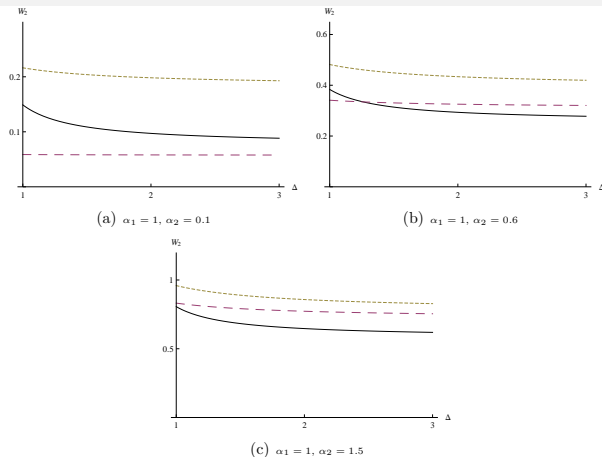 W₂
0.2
0.1
1 2 3 Δ
(a) α₁ = 1, α₂ = 0.1
W₂
0.6
0.4
0.2
1 2 3 Δ
(b) α₁ = 1, α₂ = 0.6
W₂
1
0.5
1 2 3 Δ
(c) α₁ = 1, α₂ = 1.5